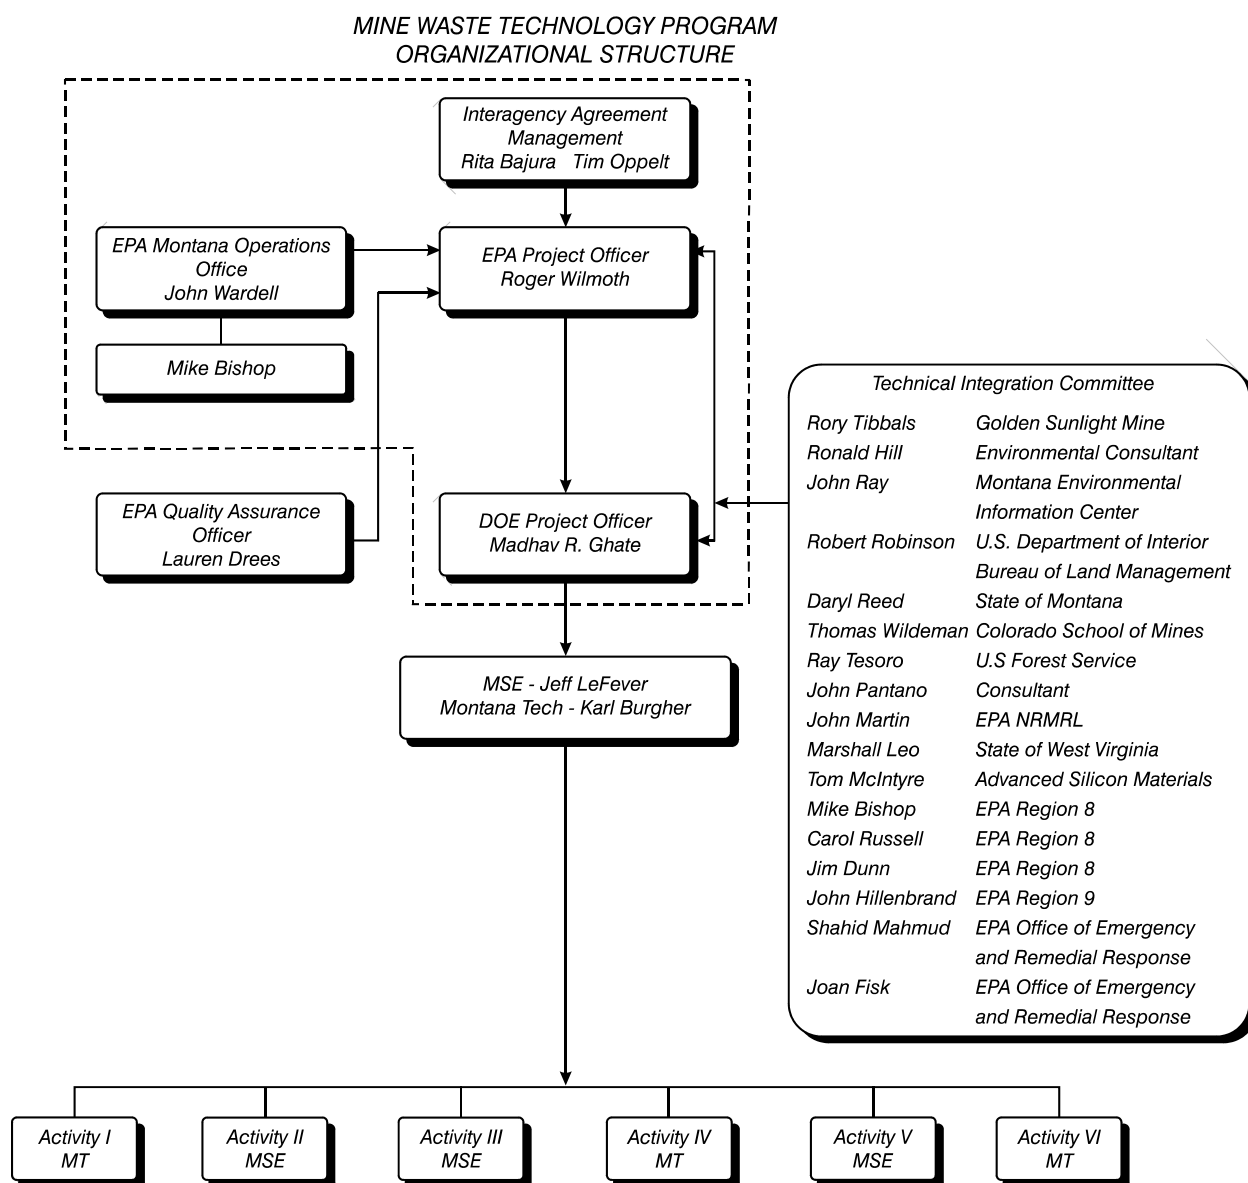 MINE WASTE TECHNOLOGY PROGRAM
ORGANIZATIONAL STRUCTURE
Interagency Agreement
Management
Rita Bajura Tim Oppelt
EPA Montana Operations
Office
John Wardell
EPA Project Officer
Roger Wilmoth
Mike Bishop
EPA Quality Assurance
Officer
Lauren Drees
DOE Project Officer
Madhav R. Ghate
MSE - Jeff LeFever
Montana Tech - Karl Burgher
Technical Integration Committee
Rory Tibbals Golden Sunlight Mine
Ronald Hill Environmental Consultant
John Ray Montana Environmental
Information Center
Robert Robinson U.S. Department of Interior
Bureau of Land Management
Daryl Reed State of Montana
Thomas Wildeman Colorado School of Mines
Ray Tesoro U.S Forest Service
John Pantano Consultant
John Martin EPA NRMRL
Marshall Leo State of West Virginia
Tom McIntyre Advanced Silicon Materials
Mike Bishop EPA Region 8
Carol Russell EPA Region 8
Jim Dunn EPA Region 8
John Hillenbrand EPA Region 9
Shahid Mahmud EPA Office of Emergency
and Remedial Response
Joan Fisk EPA Office of Emergency
and Remedial Response
Activity I
MT
Activity II
MSE
Activity III
MSE
Activity IV
MT
Activity V
MSE
Activity VI
MT